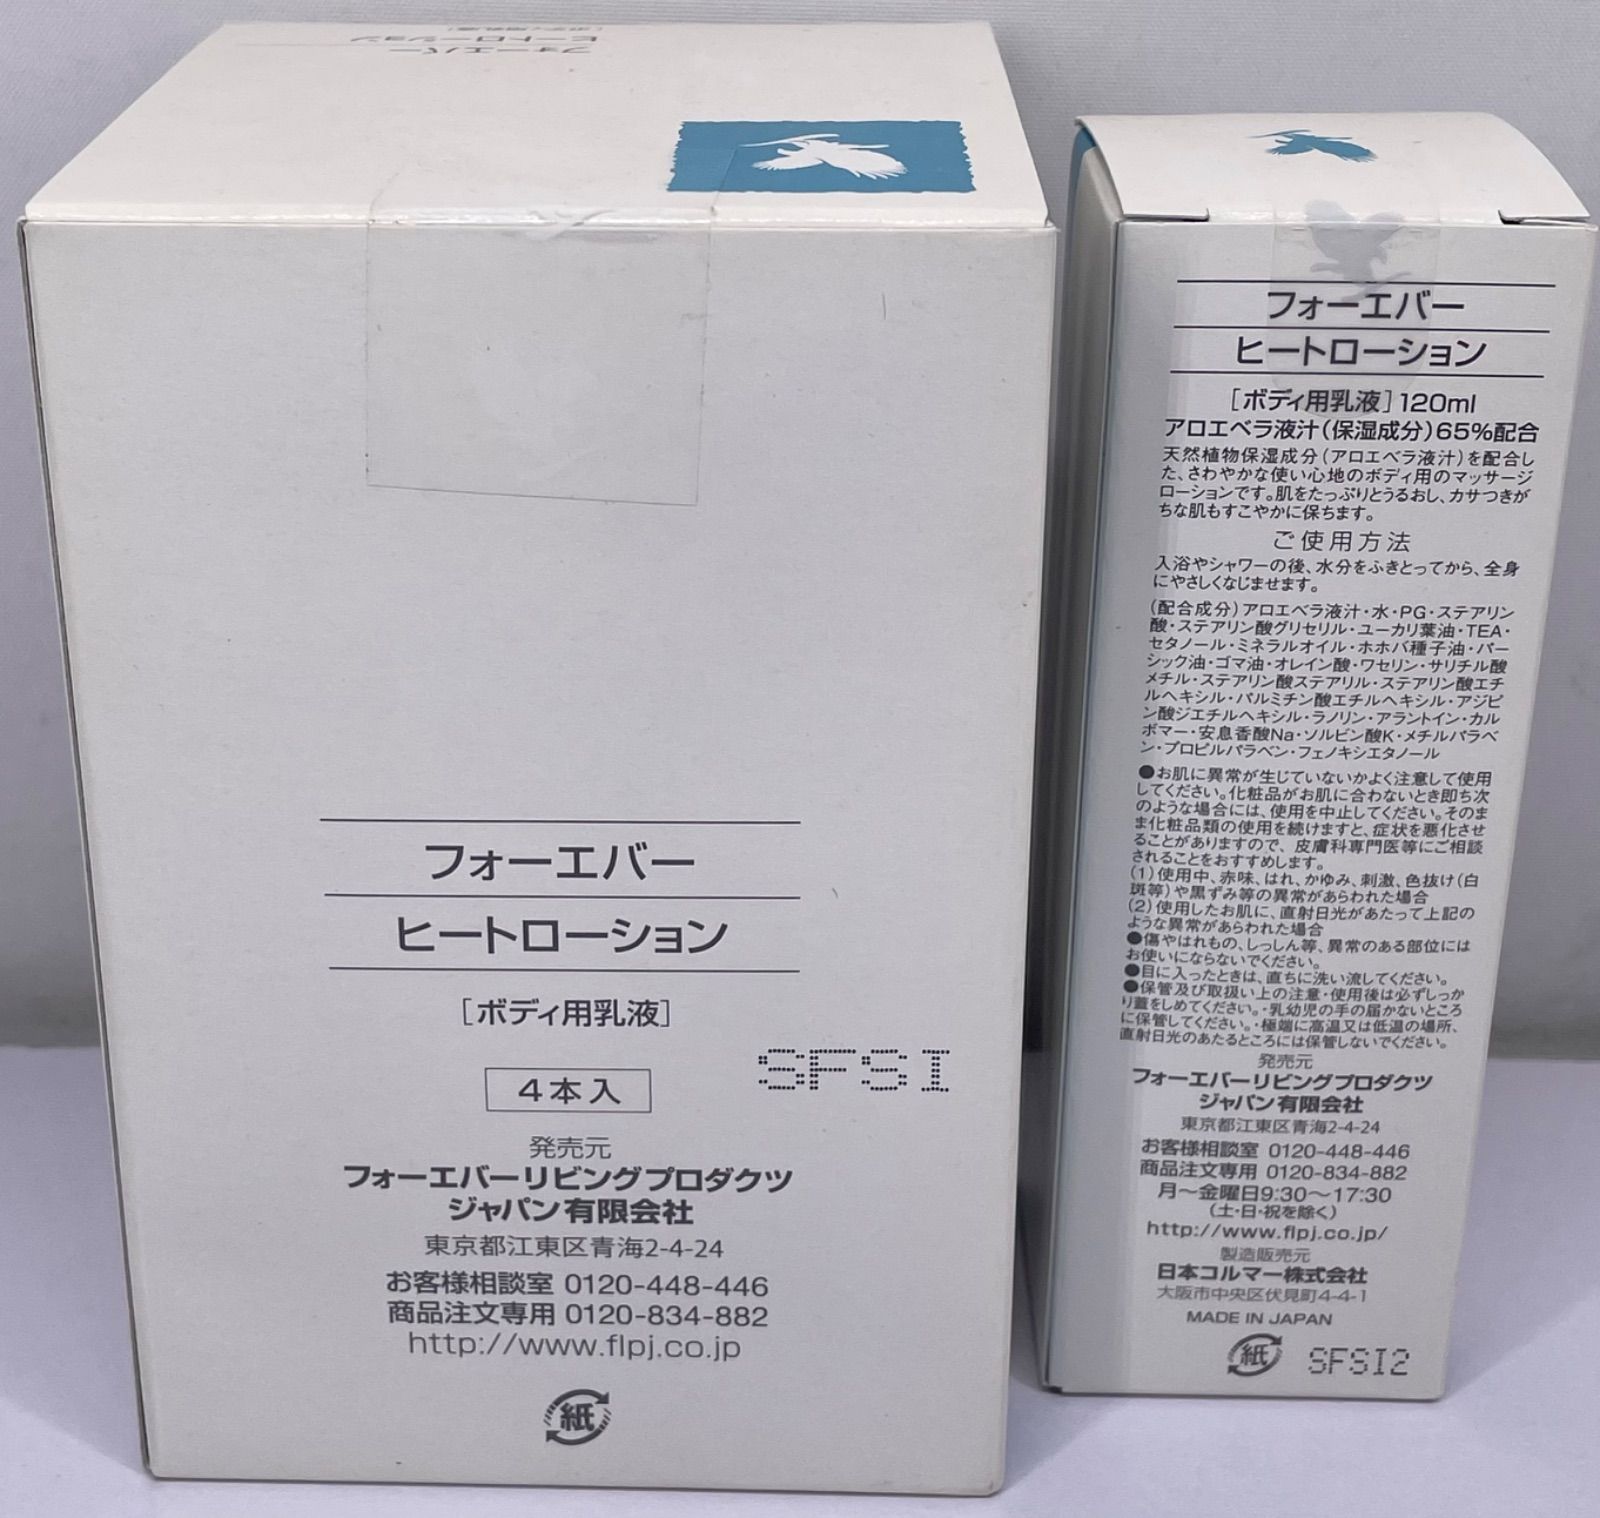 フォーエバー
ヒートローション
［ボディ用乳液］
フォーエバー
ヒートローション
［ボディ用乳液］
4本入
SFSI
発売元
フォーエバーリビングプロダクツ
ジャパン有限会社
東京都江東区青海2-4-24
お客様相談室 0120-448-446
商品注文専用 0120-834-882
http://www.flpj.co.jp
紙
フォーエバー
ヒートローション
［ボディ用乳液］120ml
アロエベラ液汁（保湿成分）65%配合
天然植物保湿成分（アロエベラ液汁）を配合し
た、さわやかな使い心地のボディ用のマッサージ
ローションです。肌をたっぷりとうるおし、カサつきが
ちな肌もすこやかに保ちます。
ご使用方法
入浴やシャワーの後、水分をふきとってから、全身
にやさしくなじませます。
（配合成分）アロエベラ液汁・水・PG・ステアリン
酸・ステアリン酸グリセリル・ユーカリ葉油・TEA・
セタノール・ミネラルオイル・ホホバ種子油・パー
シック油・ゴマ油・オレイン酸・ワセリン・サリチル酸
メチル・ステアリン酸ステアリル・ステアリン酸エチ
ルヘキシル・パルミチン酸エチルヘキシル・アジピ
ン酸ジエチルヘキシル・ラノリン・アラントイン・カル
ボマー・安息香酸Na・ソルビン酸K・メチルパラベ
ン・プロピルパラベン・フェノキシエタノール
●お肌に異常が生じていないかよく注意して使用
してください。化粧品がお肌に合わないとき即ち次
のような場合には、使用を中止してください。そのま
ま化粧品類の使用を続けますと、症状を悪化させ
ることがありますので、皮膚科専門医等にご相談
されることをおすすめします。
（1）使用中、赤味、はれ、かゆみ、刺激、色抜け（白
斑等）や黒ずみ等の異常があらわれた場合
（2）使用したお肌に、直射日光があたって上記の
ような異常があらわれた場合
●傷やはれもの、しっしん等、異常のある部位には
お使いにならないでください。
●目に入ったときは、直ちに洗い流してください。
●保管及び取扱い上の注意・使用後は必ずしっか
り蓋をしめてください。・乳幼児の手の届かないところ
に保管してください。・極端に高温又は低温の場所、
直射日光のあたるところには保管しないでください。
発売元
フォーエバーリビングプロダクツ
ジャパン有限会社
東京都江東区青海2-4-24
お客様相談室 0120-448-446
商品注文専用 0120-834-882
月～金曜日9:30～17:30
（土・日・祝を除く）
http://www.flpj.co.jp/
製造販売元
日本コルマー株式会社
大阪市中央区伏見町4-4-1
MADE IN JAPAN
紙 SFSI2